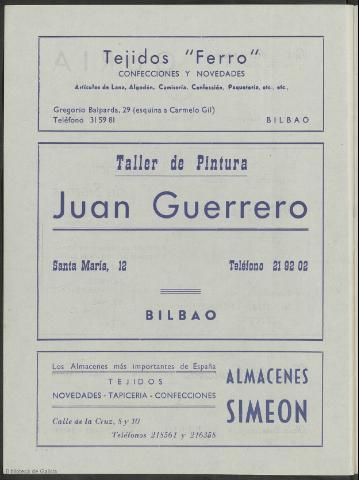 Tejidos "Ferro"
CONFECCIONES Y NOVEDADES
Artículos de Lana, Algodón, Camisería, Confección, Paquetería, etc. etc.
Gregorio Balparda, 29 (esquina a Carmelo Gil)
Teléfono 31 59 81
BILBAO
Taller de Pintura
Juan Guerrero
Santa María, 12
Teléfono 21 92 02
BILBAO
Los Almacenes más importantes de España
TEJIDOS
NOVEDADES - TAPICERIA - CONFECCIONES
Calle de la Cruz, 8 y 10
Teléfonos 218561 y 216358
ALMACENES
SIMEON
Biblioteca de Galicia